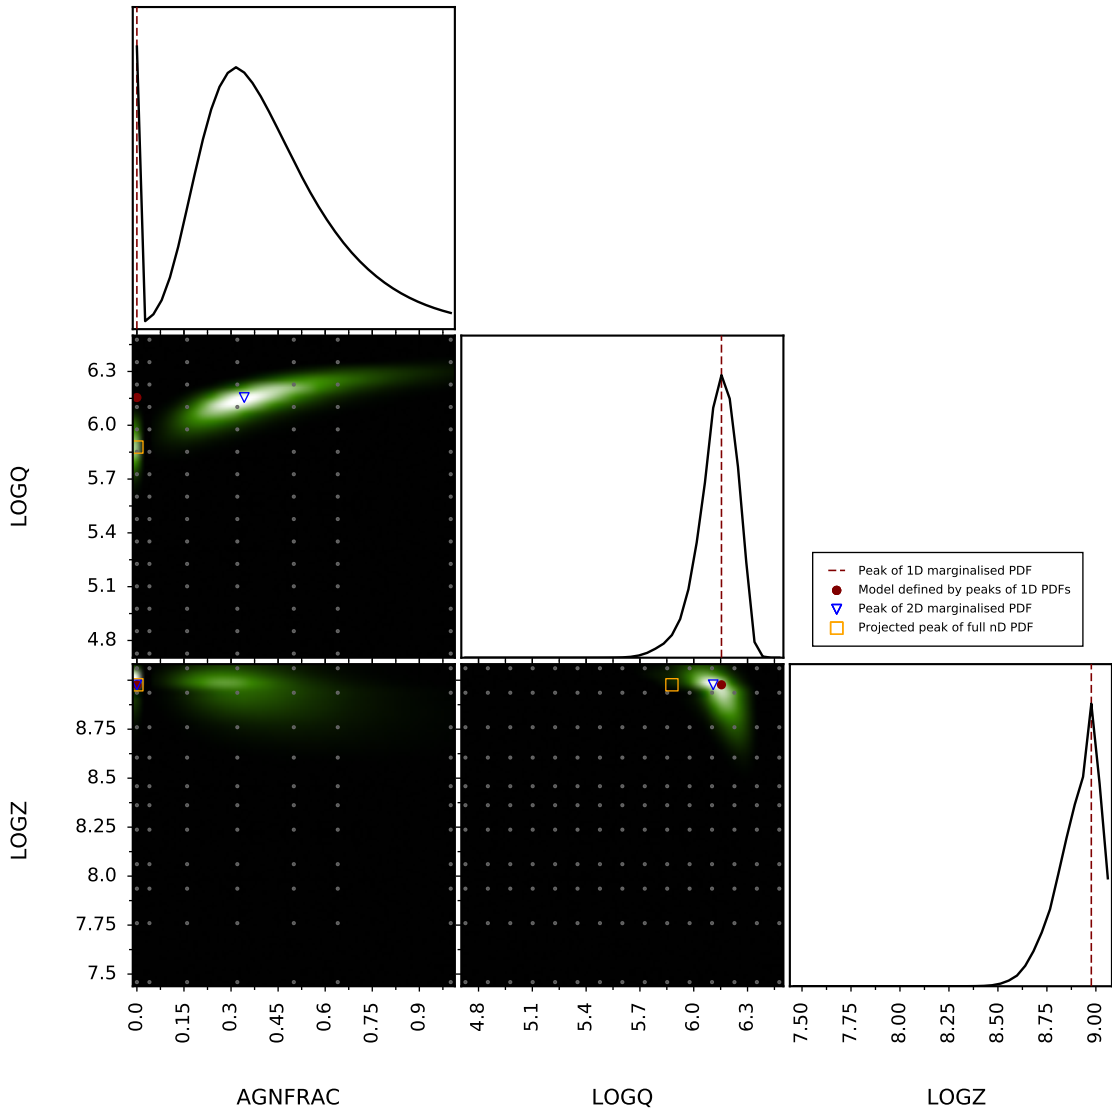 6.3
6.0
5.7
5.4
5.1
4.8
LOGQ
Peak of 1D marginalised PDF
Model defined by peaks of 1D PDFs
Peak of 2D marginalised PDF
Projected peak of full nD PDF
8.75
8.5
8.25
8.0
7.75
7.5
LOGZ
0.0 0.15 0.3 0.45 0.6 0.75 0.9
4.8 5.1 5.4 5.7 6.0 6.3
7.50 7.75 8.00 8.25 8.50 8.75 9.00
AGNFRAC
LOGQ
LOGZ